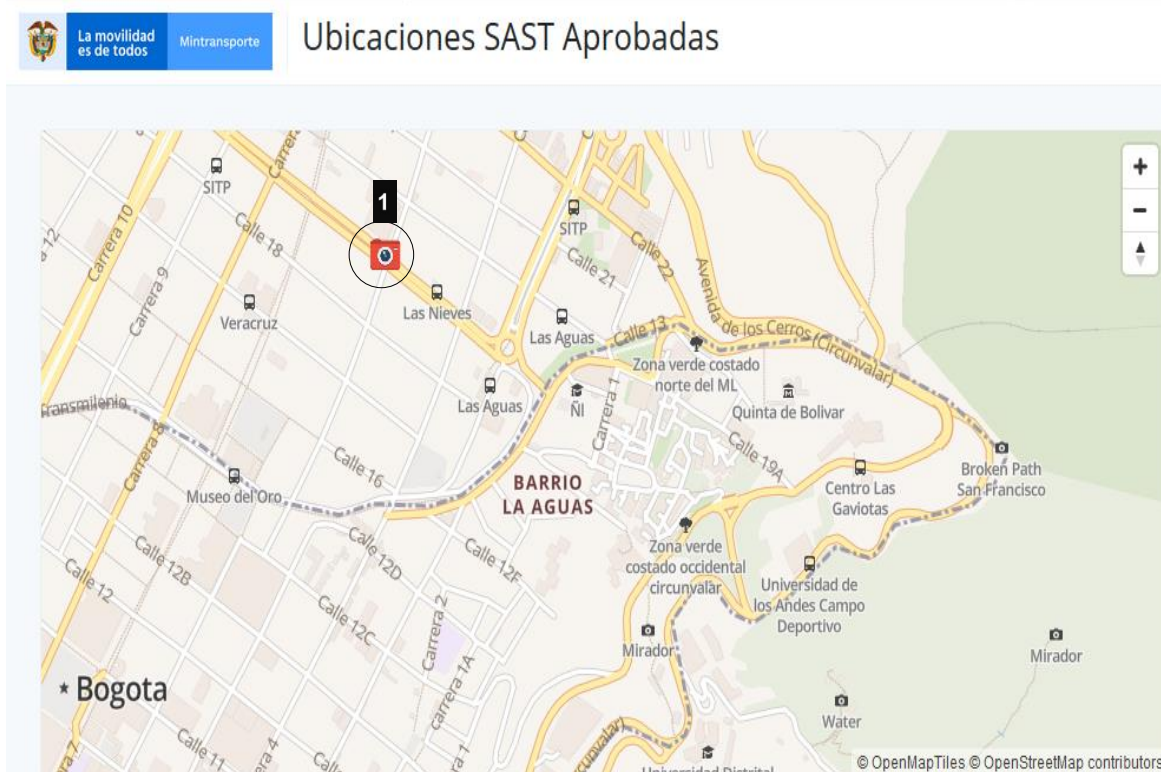 La movilidad
es de todos
Mintransporte
Ubicaciones SAST Aprobadas
1
SITP
Carrera 10
Calle 18
Carrera 9
Veracruz
Las Nieves
SITP
Calle 21
Calle 22
Avenida de los Cerros (Circunvalar)
Las Aguas
Calle 13
Zona verde costado
norte del ML
Quinta de Bolivar
Las Aguas
ÑI
Carrera 1
Transmilenio
Carrera 8
Calle 16
Museo del Oro
BARRIO
LA AGUAS
Calle 19A
Centro Las
Gaviotas
Broken Path
San Francisco
Calle 12B
Calle 12
Calle 12D
Calle 12F
Zona verde
costado occidental
circunvalar
Universidad de
los Andes Campo
Deportivo
Calle 12C
Carrera 2
Mirador
Mirador
Carrera 1A
Bogota
Water
Calle 11
Universidad Distrital
© OpenMapTiles © OpenStreetMap contributors